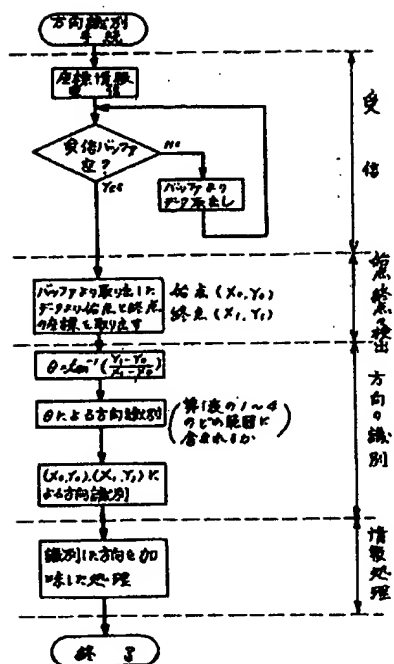 方向識別
手続
座標情報
要求
受信バッファ
空?
No
Yes
バッファより
データ取出し
受信
バッファより取り出した
データより始点と終点
の座標を取り出す
始点 (X₀,Y₀)
終点 (X₁,Y₁)
始点終点の検出
θ=tan⁻¹(Y₁-Y₀/X₁-X₀)
θによる方向識別
(第1表の1~4
のどの範囲に
含まれるか)
(X₀,Y₀),(X₁,Y₁)に
よる方向識別
方向の識別
識別した方向を加
味した処理
情報処理
終了